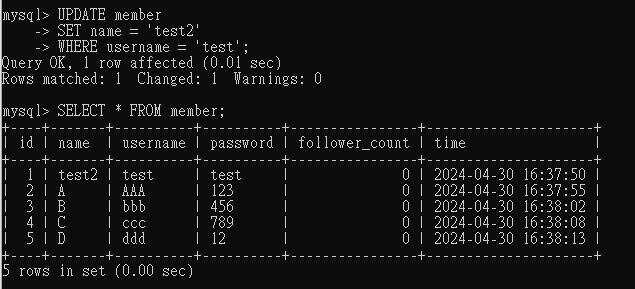 mysql> UPDATE member
    -> SET name = 'test2'
    -> WHERE username = 'test';
Query OK, 1 row affected (0.01 sec)
Rows matched: 1  Changed: 1  Warnings: 0

mysql> SELECT * FROM member;
+----+-------+----------+----------+----------------+---------------------+
| id | name  | username | password | follower_count | time                |
+----+-------+----------+----------+----------------+---------------------+
|  1 | test2 | test     | test     |              0 | 2024-04-30 16:37:50 |
|  2 | A     | AAA      | 123      |              0 | 2024-04-30 16:37:55 |
|  3 | B     | bbb      | 456      |              0 | 2024-04-30 16:38:02 |
|  4 | C     | ccc      | 789      |              0 | 2024-04-30 16:38:08 |
|  5 | D     | ddd      | 12       |              0 | 2024-04-30 16:38:13 |
+----+-------+----------+----------+----------------+---------------------+
5 rows in set (0.00 sec)